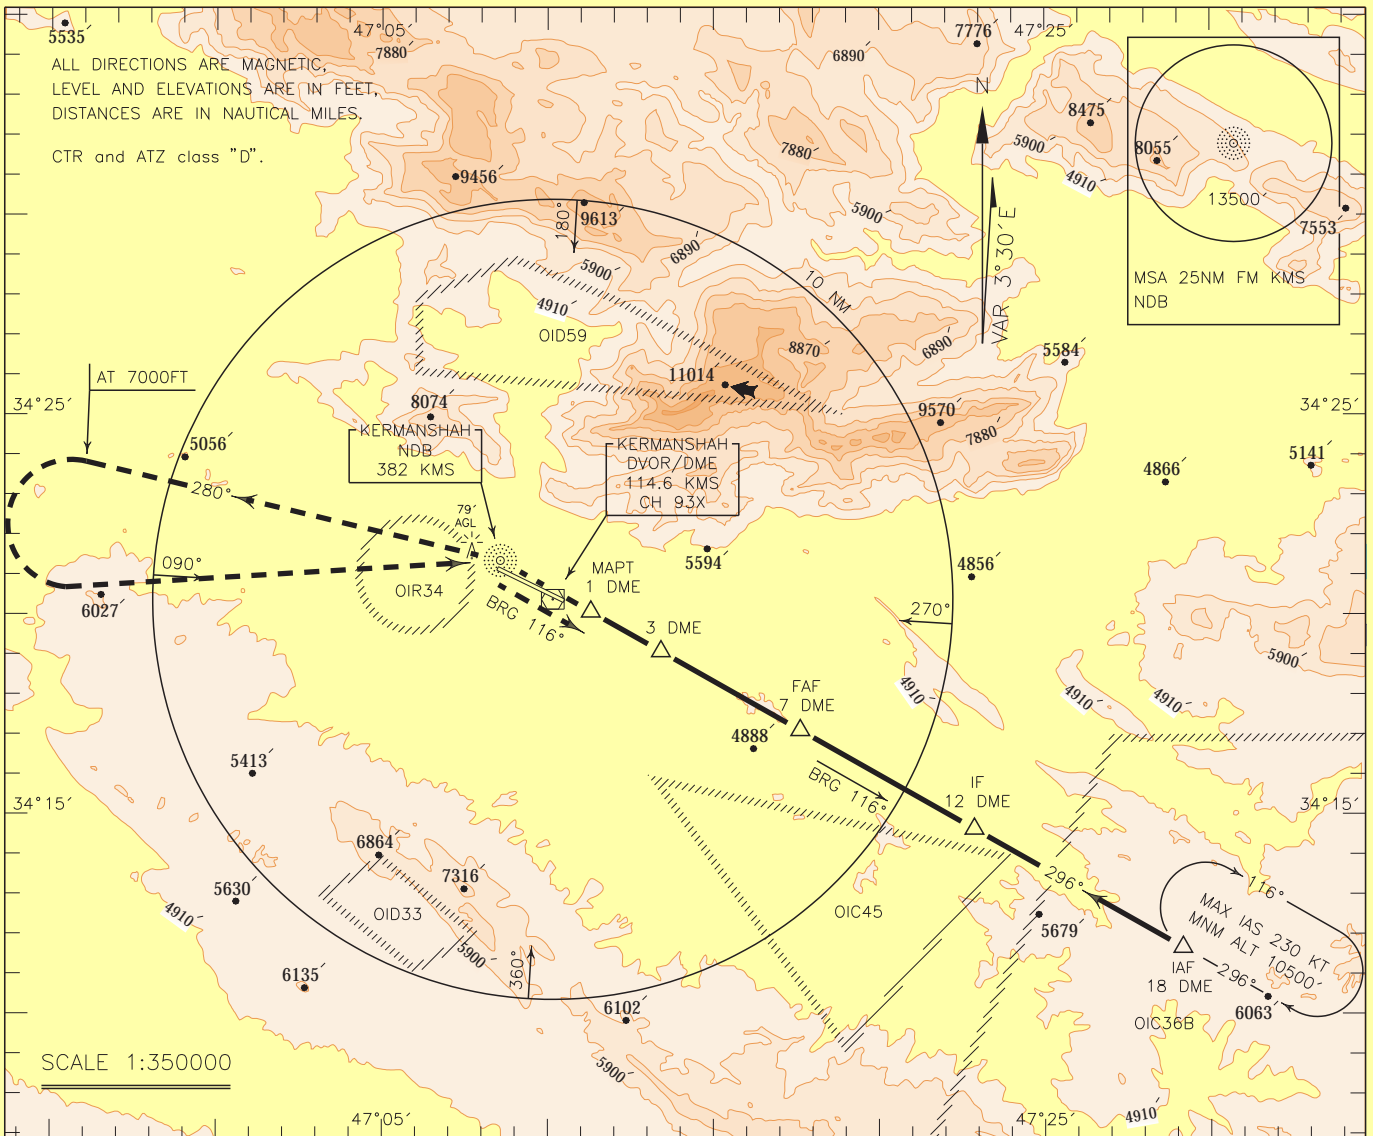 5535´
47°05´
7880´
6890´
7776´
47°25´
ALL DIRECTIONS ARE MAGNETIC,
LEVEL AND ELEVATIONS ARE IN FEET,
DISTANCES ARE IN NAUTICAL MILES.
CTR and ATZ class "D".
N
8475´
8055´
13500´
7553´
MSA 25NM FM KMS
NDB
5900´
4910´
7880´
5900´
9456´
180°
9613´
6890´
5900´
4910´
OID59
10 NM
VAR 3°30´E
8870´
6890´
5584´
11014´
AT 7000FT
34°25´
34°25´
8074´
9570´
7880´
5056´
KERMANSHAH
NDB
382 KMS
KERMANSHAH
DVOR/DME
114.6 KMS
CH 93X
4866´
5141´
280°
79´
AGL
5594´
4856´
090°
OIR34
6027´
BRG 116°
MAPT
1 DME
3 DME
270°
4910´
5900´
4910´
4910´
FAF
7 DME
4888´
BRG 116°
5413´
IF
12 DME
34°15´
34°15´
6864´
7316´
296°
116°
5630´
4910´
OID33
5900´
OIC45
5679´
MAX IAS 230 KT
MNM ALT 10500´
IAF
18 DME
296°
6063´
360°
6135´
6102´
OIC36B
SCALE 1:350000
5900´
47°05´
47°25´
4910´